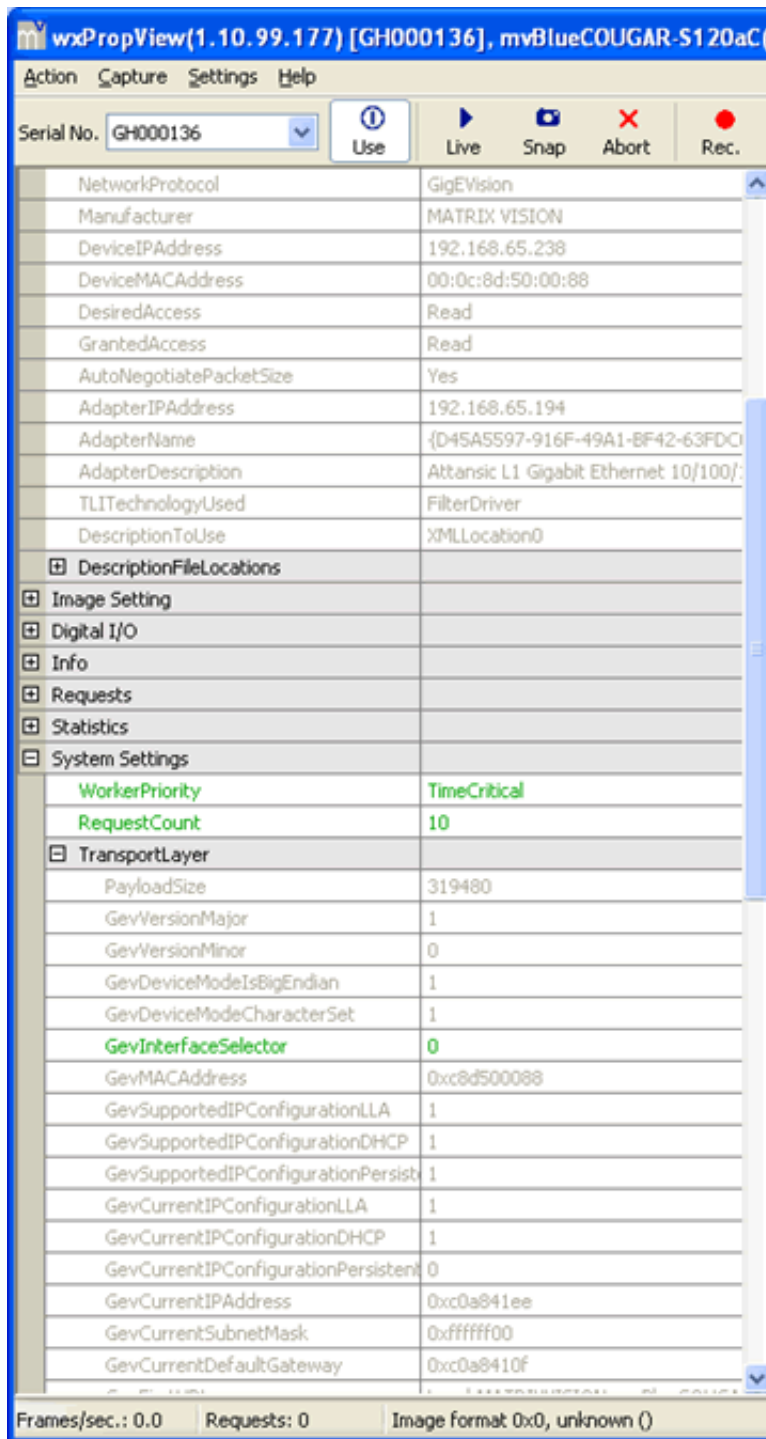 wxPropView(1.10.99.177) [GH000136], mvBlueCOUGAR-S120aC(
Action Capture Settings Help
Serial No. GH000136 Use Live Snap Abort Rec.
NetworkProtocol GigEVision
Manufacturer MATRIX VISION
DeviceIPAddress 192.168.65.238
DeviceMACAddress 00:0c:8d:50:00:88
DesiredAccess Read
GrantedAccess Read
AutoNegotiatePacketSize Yes
AdapterIPAddress 192.168.65.194
AdapterName {D45A5597-916F-49A1-BF42-63FDC
AdapterDescription Attansic L1 Gigabit Ethernet 10/100/
TLITechnologyUsed FilterDriver
DescriptionToUse XMLLocation0
DescriptionFileLocations
Image Setting
Digital I/O
Info
Requests
Statistics
System Settings
WorkerPriority TimeCritical
RequestCount 10
TransportLayer
PayloadSize 319480
GevVersionMajor 1
GevVersionMinor 0
GevDeviceModeIsBigEndian 1
GevDeviceModeCharacterSet 1
GevInterfaceSelector 0
GevMACAddress 0xc8d500088
GevSupportedIPConfigurationLLA 1
GevSupportedIPConfigurationDHCP 1
GevSupportedIPConfigurationPersist 1
GevCurrentIPConfigurationLLA 1
GevCurrentIPConfigurationDHCP 1
GevCurrentIPConfigurationPersistent 0
GevCurrentIPAddress 0xc0a841ee
GevCurrentSubnetMask 0xffffff00
GevCurrentDefaultGateway 0xc0a8410f
Frames/sec.: 0.0 Requests: 0 Image format 0x0, unknown ()